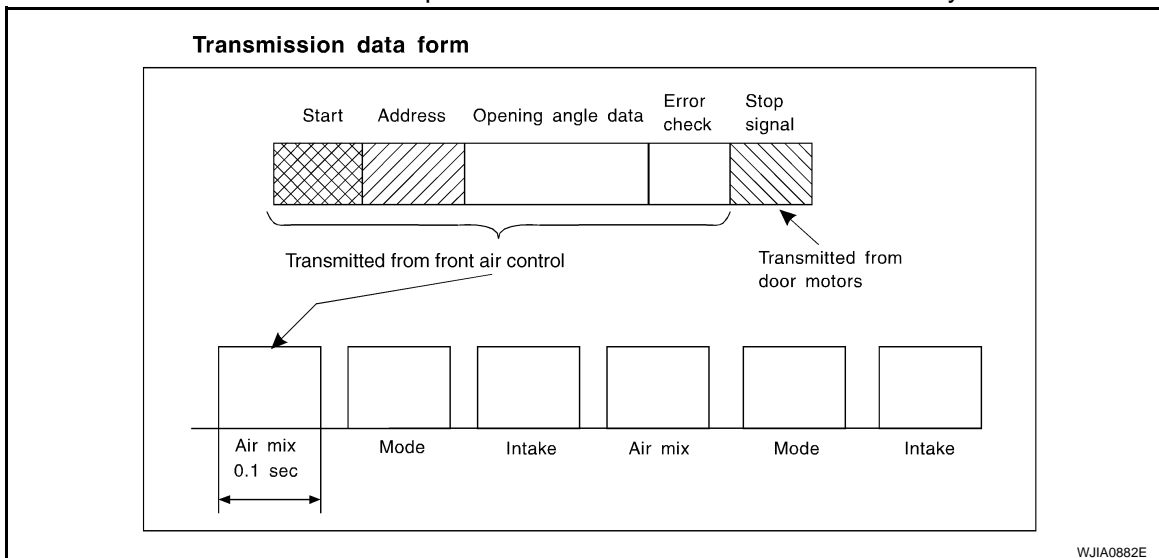 Transmission data form
Start Address Opening angle data Error check Stop signal
Transmitted from front air control
Transmitted from door motors
Air mix Mode Intake Air mix Mode Intake
0.1 sec
WJIA0882E